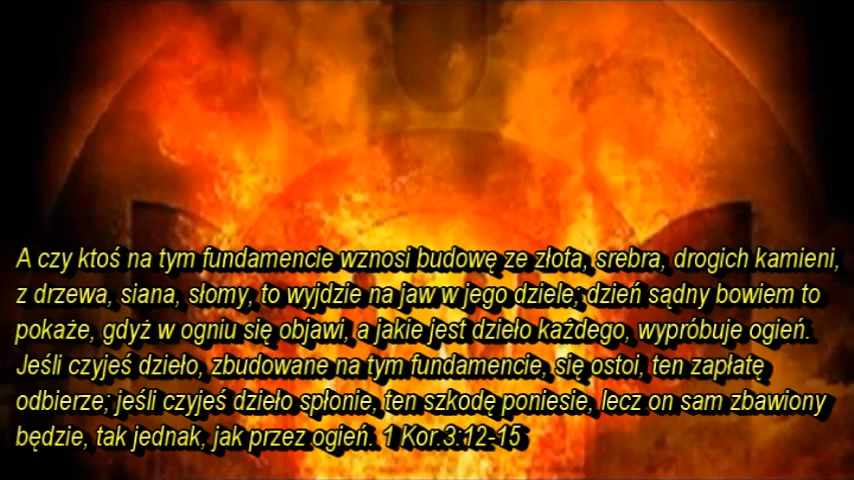 A czy ktoś na tym fundamencie wznosi budowę ze złota, srebra, drogich kamieni,
z drzewa, siana, słomy, to wyjdzie na jaw w jego dziele; dzień sądny bowiem to
pokaże, gdyż w ogniu się objawi, a jakie jest dzieło każdego, wypróbuje ogień.
Jeśli czyjeś dzieło, zbudowane na tym fundamencie, się ostoi, ten zapłatę
odbierze; jeśli czyjeś dzieło spłonie, ten szkodę poniesie, lecz on sam zbawiony
będzie, tak jednak, jak przez ogień. 1 Kor.3:12-15